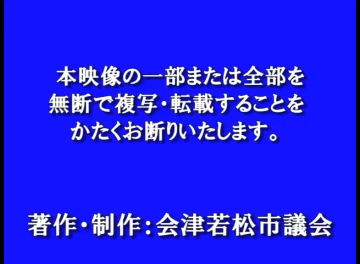 本映像の一部または全部を
無断で複写・転載することを
かたくお断りいたします。
著作・制作：会津若松市議会